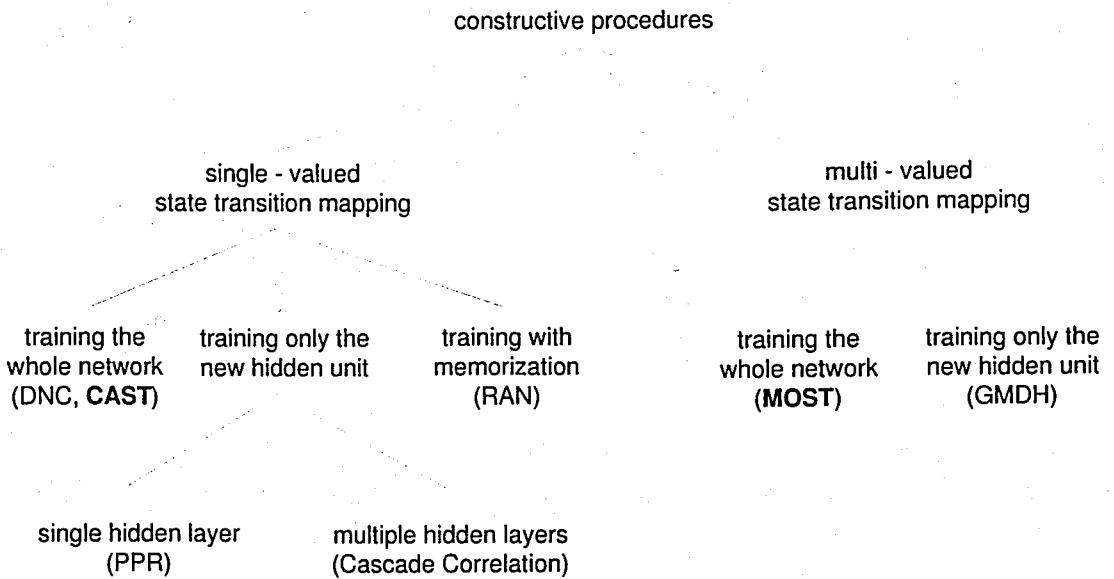 constructive procedures
single - valued
state transition mapping
multi - valued
state transition mapping
training the
whole network
(DNC, CAST)
training only the
new hidden unit
training with
memorization
(RAN)
training the
whole network
(MOST)
training only the
new hidden unit
(GMDH)
single hidden layer
(PPR)
multiple hidden layers
(Cascade Correlation)